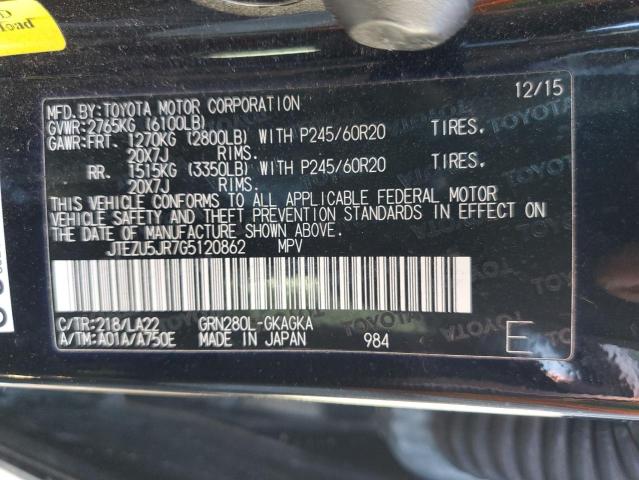 Load
12/15
MFD.BY:TOYOTA MOTOR CORPORATION
GVWR:2765KG (6100LB)
GAWR:FRT. 1270KG (2800LB) WITH P245/60R20 TIRES.
20X7J RIMS.
RR. 1515KG (3350LB) WITH P245/60R20 TIRES.
20X7J RIMS.
THIS VEHICLE CONFORMS TO ALL APPLICABLE FEDERAL MOTOR
VEHICLE SAFETY AND THEFT PREVENTION STANDARDS IN EFFECT ON
THE DATE OF MANUFACTURE SHOWN ABOVE.
JTEZU5JR7G5120862 MPV
C/TR:218/LA22 GRN280L-GKAGKA
A/TM:A01A/A750E MADE IN JAPAN 984 E